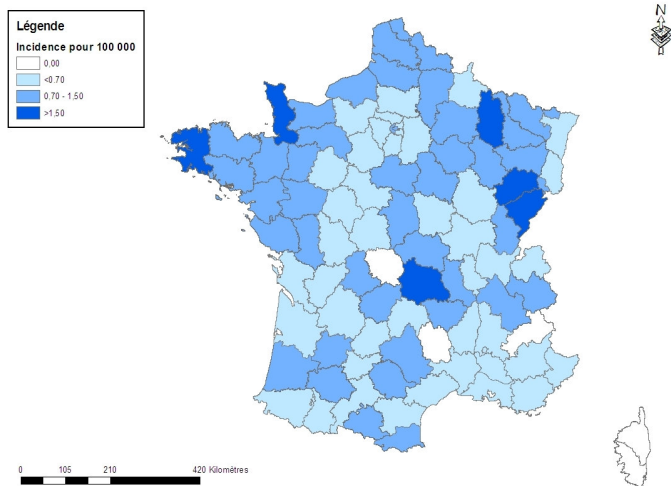 Légende
Incidence pour 100 000
0,00
<0.70
0,70 - 1,50
>1,50
N
0 105 210 420 Kilométres